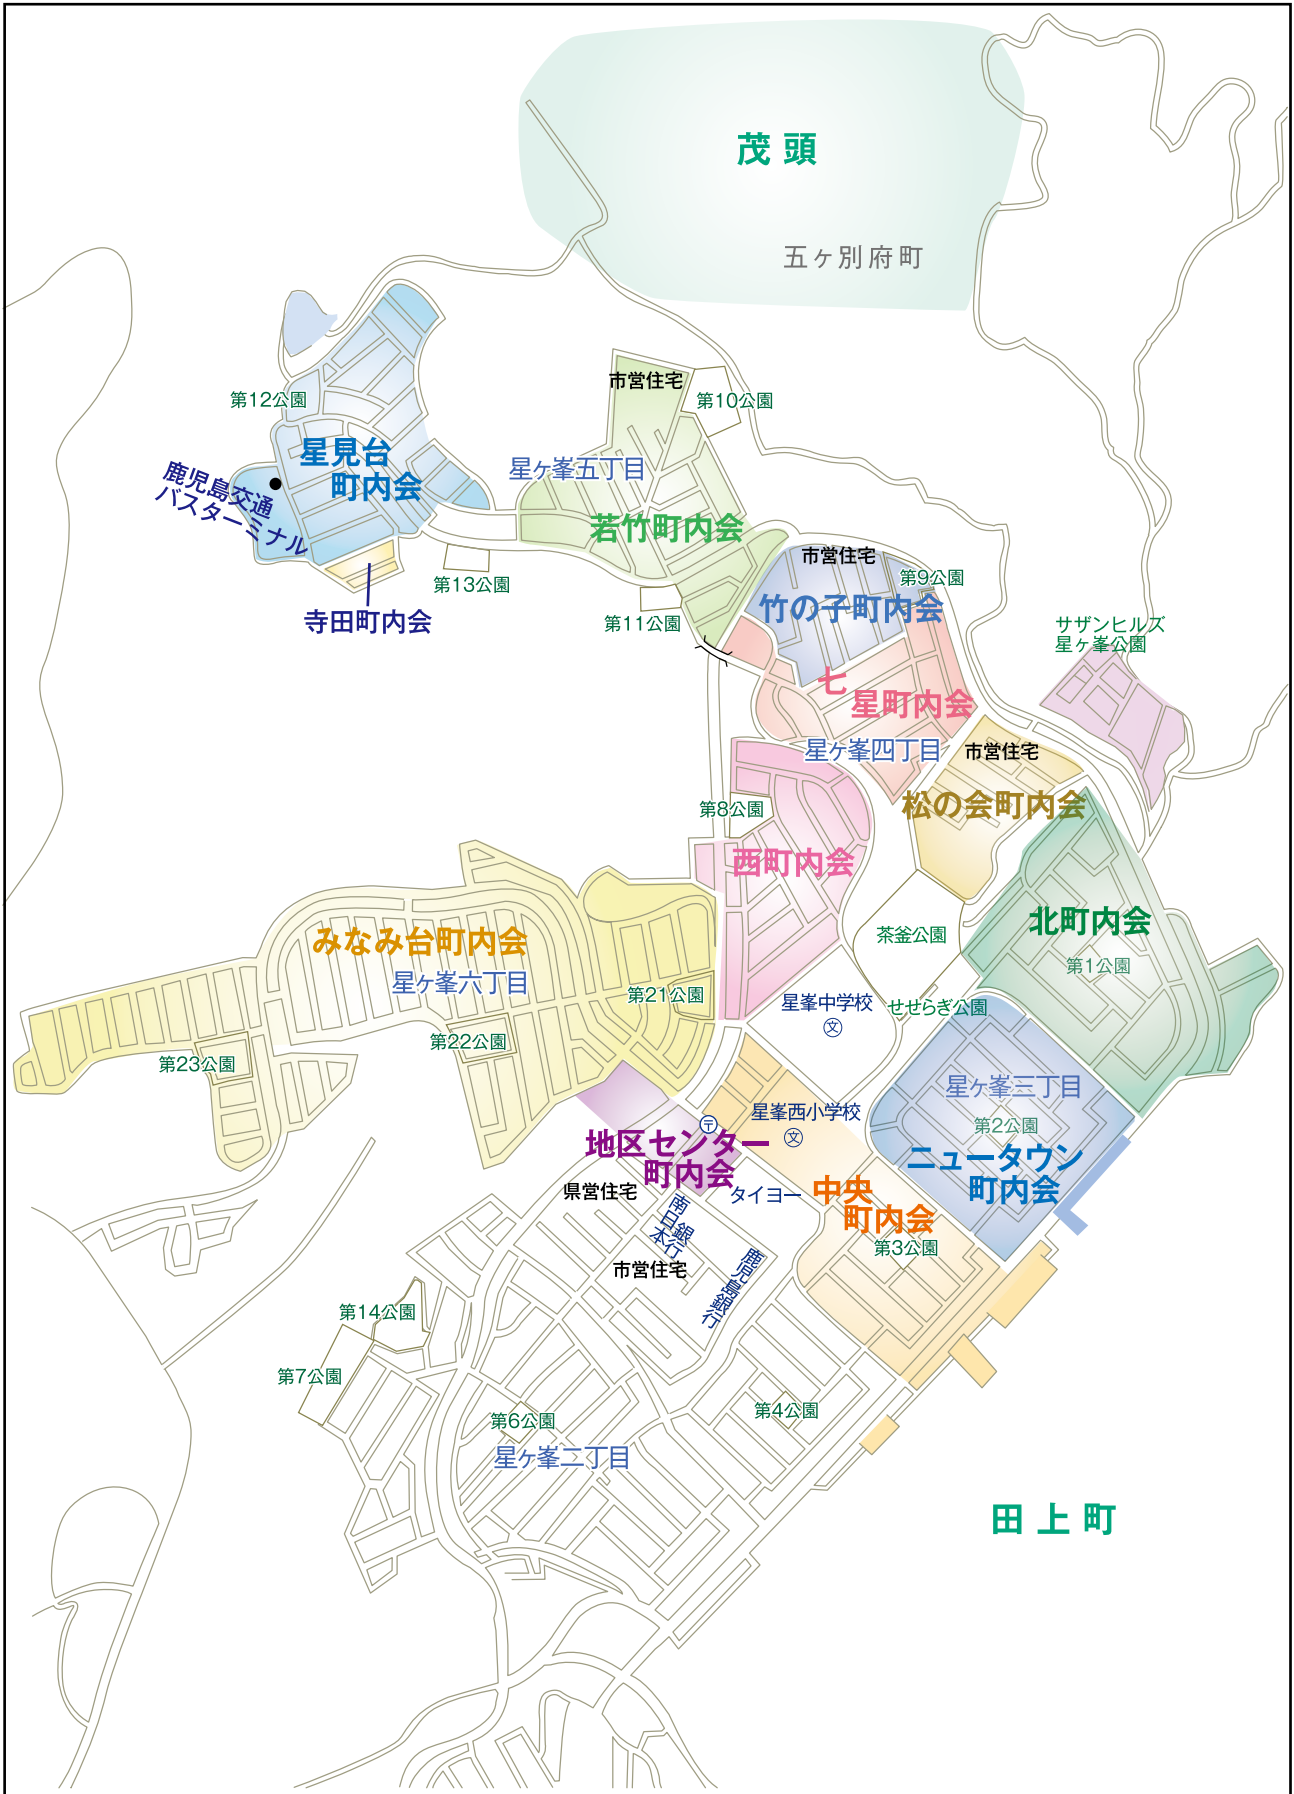 茂頭
五ヶ別府町
市営住宅
第12公園
第10公園
星見台
町内会
星ヶ峯五丁目
鹿児島交通
バスターミナル
若竹町内会
市営住宅
第9公園
第13公園
竹の子町内会
寺田町内会
第11公園
サザンヒルズ
星ヶ峯公園
七
星町内会
星ヶ峯四丁目
市営住宅
第8公園
松の会町内会
西町内会
北町内会
みなみ台町内会
茶釜公園
第1公園
星ヶ峯六丁目
第21公園
星峯中学校
文
せせらぎ公園
第22公園
第23公園
星ヶ峯三丁目
星峯西小学校
文
〒
第2公園
地区センター
町内会
ニュータウン
町内会
県営住宅
タイヨー
中央
町内会
南日本銀行
第3公園
市営住宅
鹿児島銀行
第14公園
第7公園
第6公園
第4公園
星ヶ峯二丁目
田上町